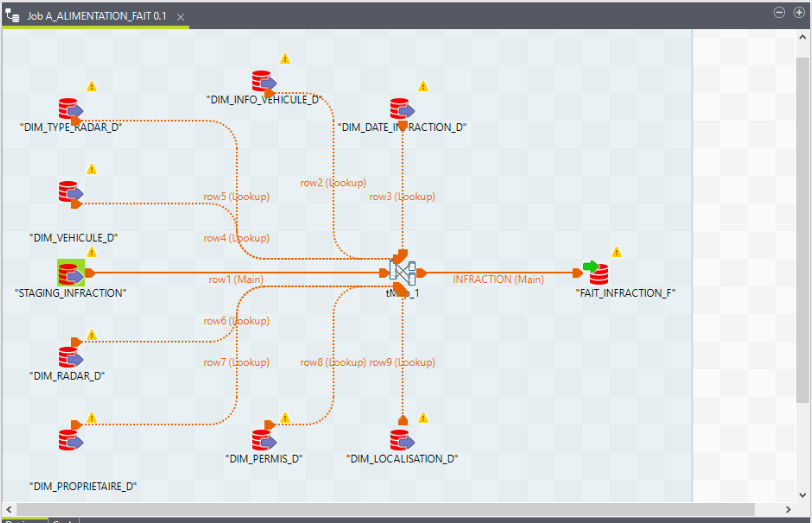 Job A_ALIMENTATION_FAIT 0.1
"DIM_INFO_VEHICULE_D"
"DIM_TYPE_RADAR_D"
"DIM_DATE_INFRACTION_D"
row2 (Lookup)
row5 (Lookup)
row3 (Lookup)
"DIM_VEHICULE_D"
row4 (Lookup)
row1 (Main)
INFRACTION (Main)
"STAGING_INFRACTION"
tMap_1
"FAIT_INFRACTION_F"
row6 (Lookup)
row7 (Lookup)
row8 (Lookup)
row9 (Lookup)
"DIM_RADAR_D"
"DIM_PERMIS_D"
"DIM_LOCALISATION_D"
"DIM_PROPRIETAIRE_D"